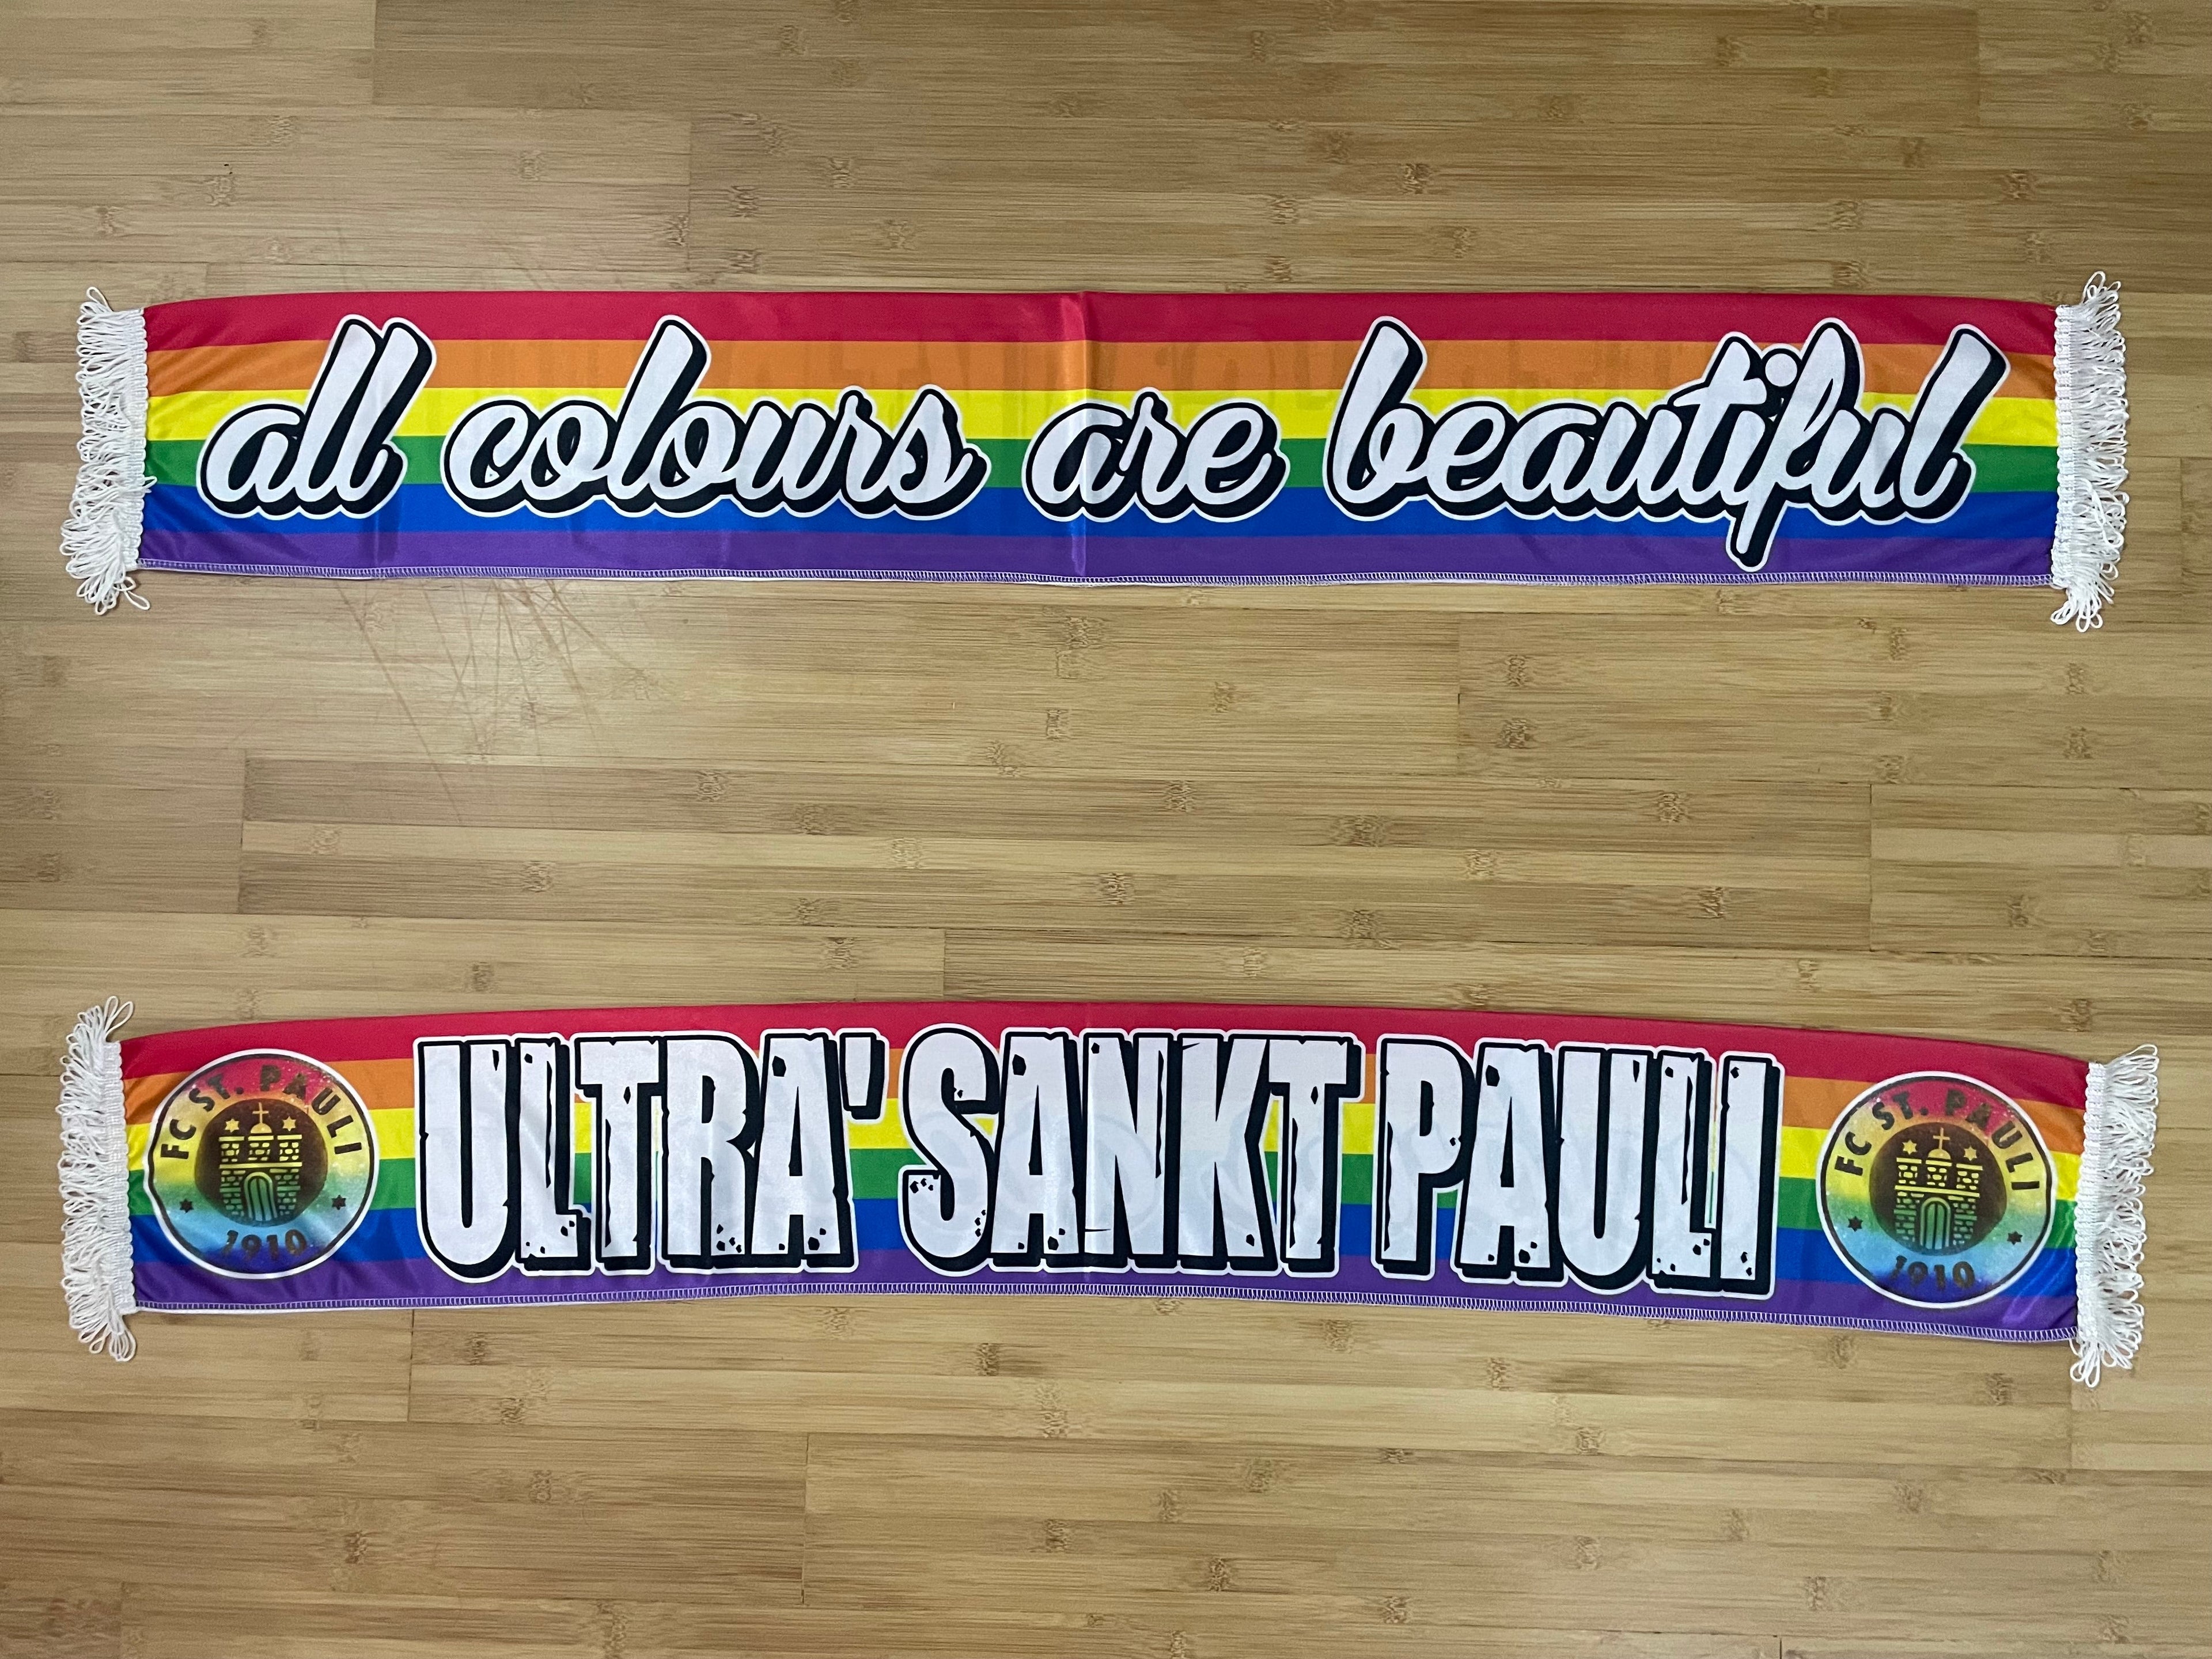 all colours are beautiful
FC ST. PAULI
1910
ULTRA' SANKT PAULI
FC ST. PAULI
1910